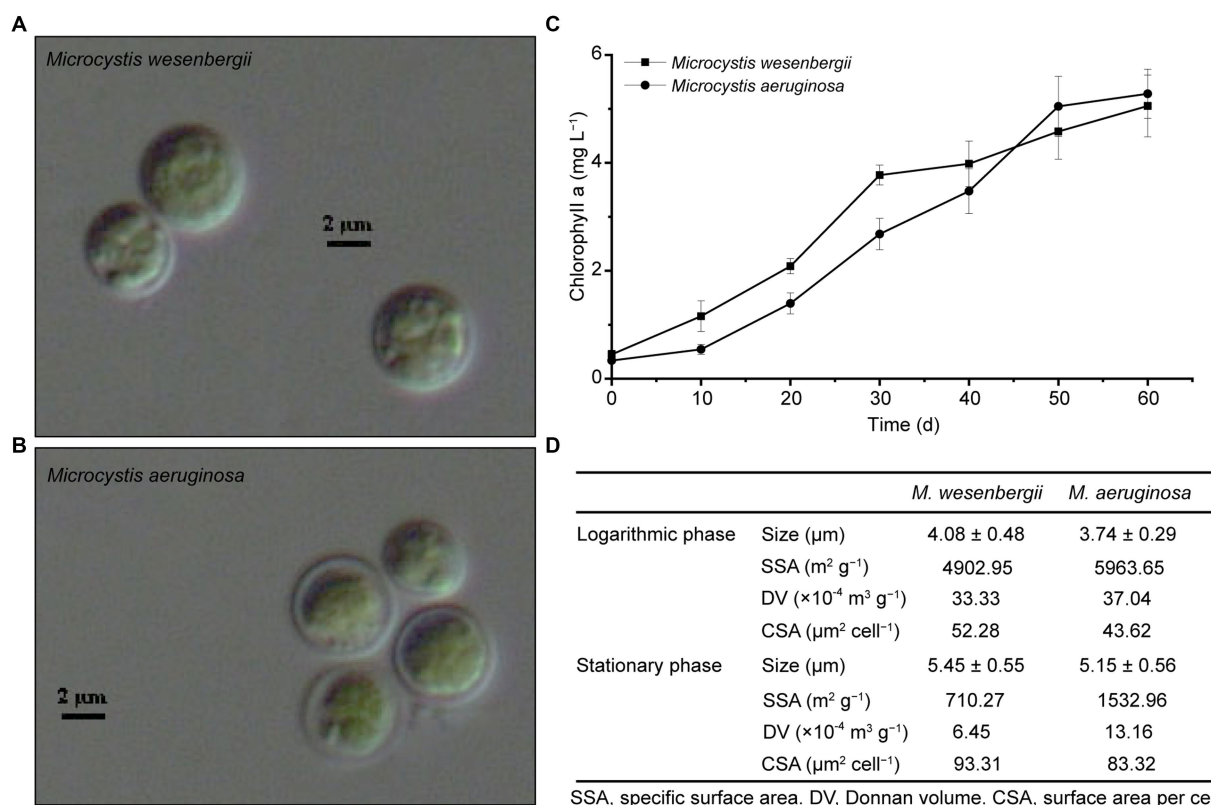 A
Microcystis wesenbergii
2 μm
B
Microcystis aeruginosa
2 μm
C
Microcystis wesenbergii
Microcystis aeruginosa
Chlorophyll a (mg L⁻¹)
6
4
2
0
0 10 20 30 40 50 60
Time (d)
D
M. wesenbergii M. aeruginosa
Logarithmic phase Size (μm) 4.08 ± 0.48 3.74 ± 0.29
SSA (m² g⁻¹) 4902.95 5963.65
DV (×10⁻⁴ m³ g⁻¹) 33.33 37.04
CSA (μm² cell⁻¹) 52.28 43.62
Stationary phase Size (μm) 5.45 ± 0.55 5.15 ± 0.56
SSA (m² g⁻¹) 710.27 1532.96
DV (×10⁻⁴ m³ g⁻¹) 6.45 13.16
CSA (μm² cell⁻¹) 93.31 83.32
SSA, specific surface area. DV, Donnan volume. CSA, surface area per